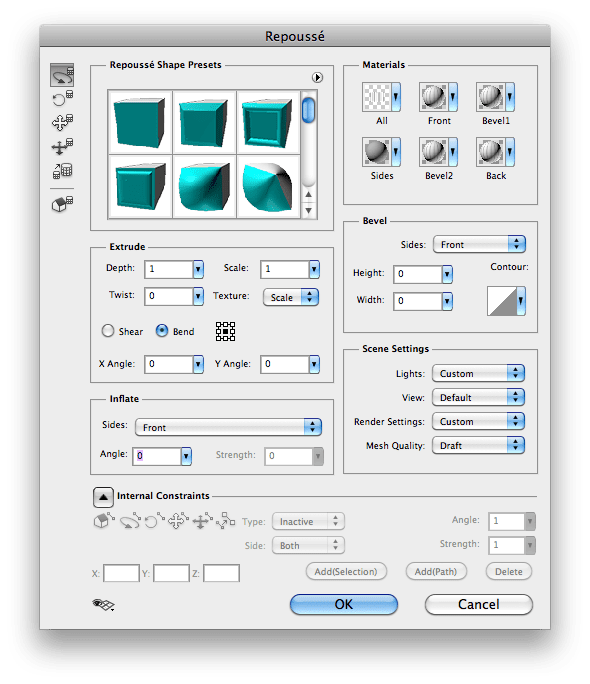 Repoussé
Repoussé Shape Presets
Materials
All
Front
Bevel1
Sides
Bevel2
Back
Extrude
Depth: 1
Scale: 1
Twist: 0
Texture: Scale
Shear
Bend
X Angle: 0
Y Angle: 0
Bevel
Sides: Front
Height: 0
Contour:
Width: 0
Inflate
Sides: Front
Angle: 0
Strength: 0
Scene Settings
Lights: Custom
View: Default
Render Settings: Custom
Mesh Quality: Draft
Internal Constraints
Type: Inactive
Angle: 1
Side: Both
Strength: 1
X:
Y:
Z:
Add(Selection)
Add(Path)
Delete
OK
Cancel